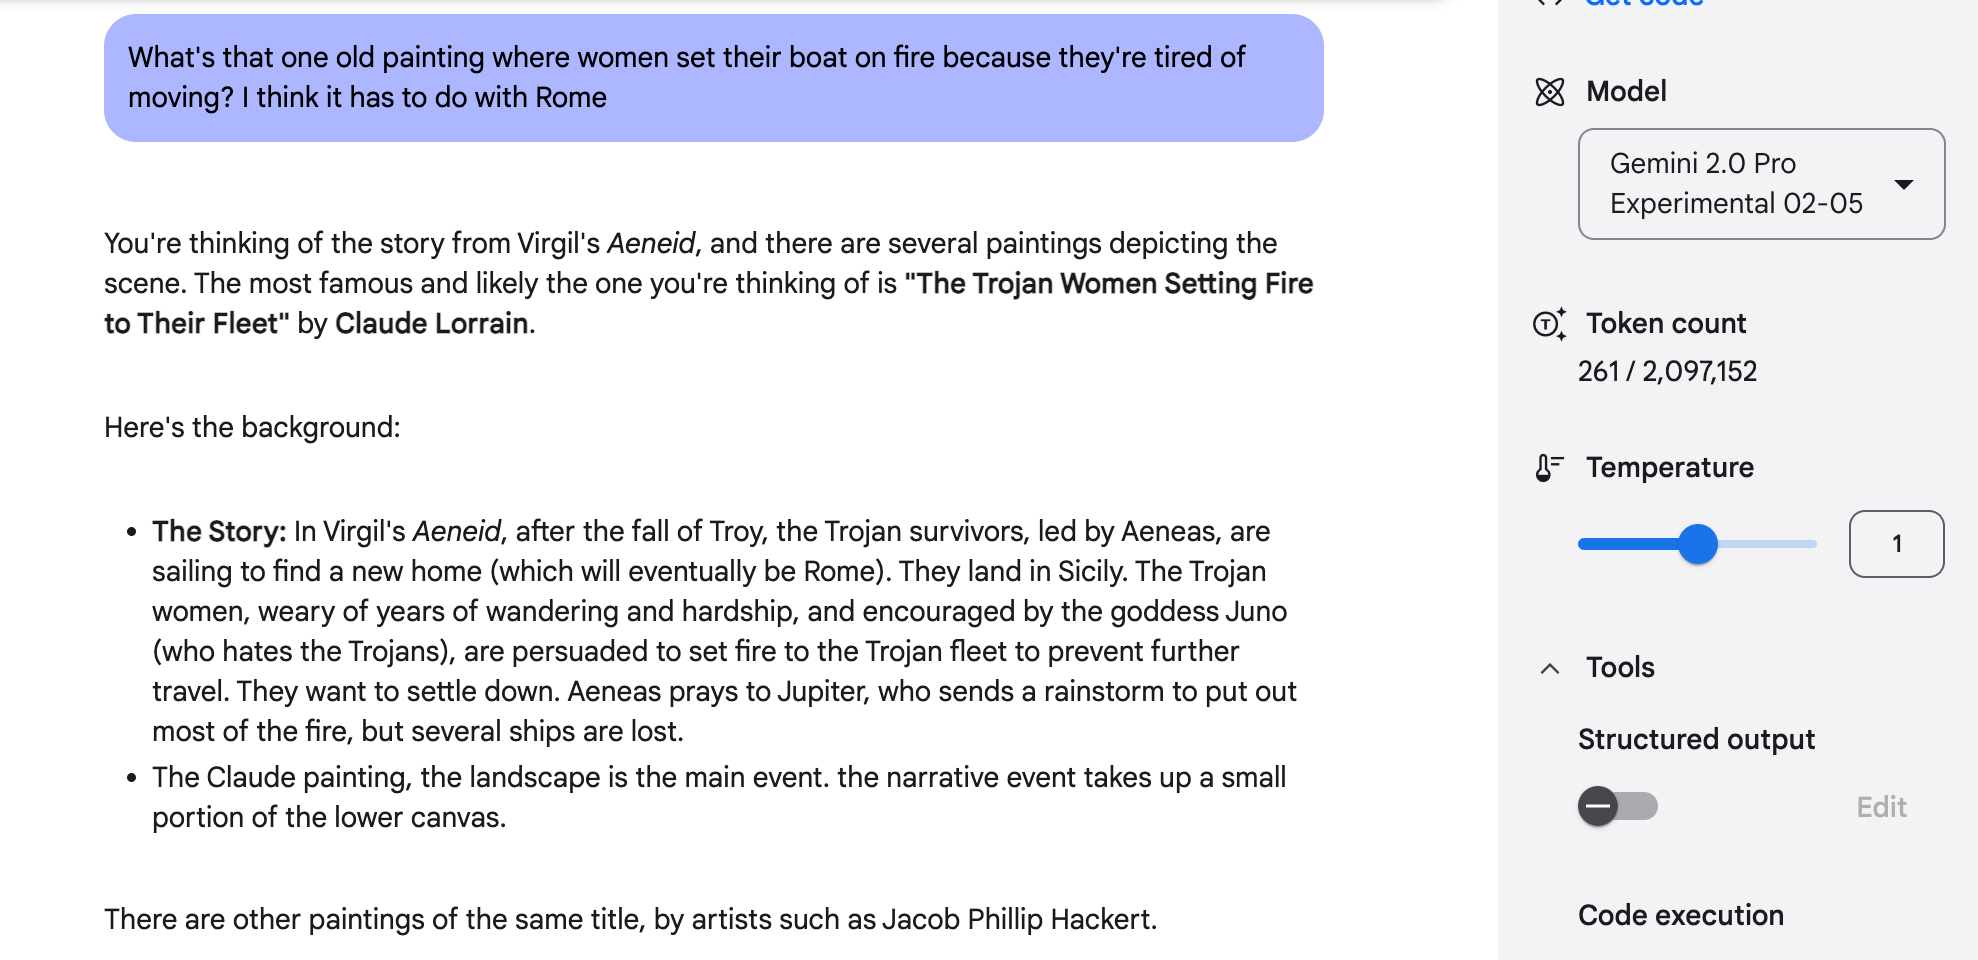 What's that one old painting where women set their boat on fire because they're tired of
moving? I think it has to do with Rome
You're thinking of the story from Virgil's Aeneid, and there are several paintings depicting the
scene. The most famous and likely the one you're thinking of is "The Trojan Women Setting Fire
to Their Fleet" by Claude Lorrain.
Here's the background:
• The Story: In Virgil's Aeneid, after the fall of Troy, the Trojan survivors, led by Aeneas, are
sailing to find a new home (which will eventually be Rome). They land in Sicily. The Trojan
women, weary of years of wandering and hardship, and encouraged by the goddess Juno
(who hates the Trojans), are persuaded to set fire to the Trojan fleet to prevent further
travel. They want to settle down. Aeneas prays to Jupiter, who sends a rainstorm to put out
most of the fire, but several ships are lost.
• The Claude painting, the landscape is the main event. the narrative event takes up a small
portion of the lower canvas.
There are other paintings of the same title, by artists such as Jacob Phillip Hackert.
Get code
Model
Gemini 2.0 Pro
Experimental 02-05
Token count
261 / 2,097,152
Temperature
1
Tools
Structured output
Edit
Code execution